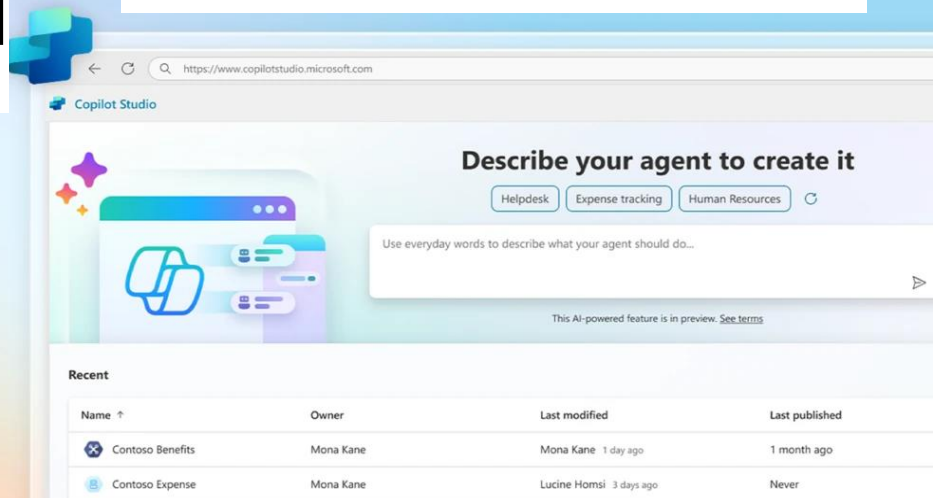 https://www.copilotstudio.microsoft.com
Copilot Studio
Describe your agent to create it
Helpdesk Expense tracking Human Resources
Use everyday words to describe what your agent should do...
This AI-powered feature is in preview. See terms
Recent
Name ↑ Owner Last modified Last published
Contoso Benefits Mona Kane Mona Kane 1 day ago 1 month ago
Contoso Expense Mona Kane Lucine Homsi 3 days ago Never